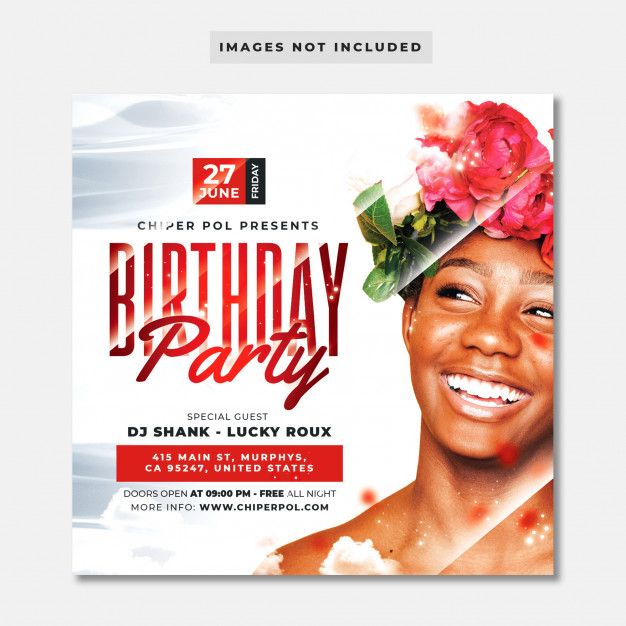 IMAGES NOT INCLUDED
27
JUNE
FRIDAY
CHIPER POL PRESENTS
BIRTHDAY
Party
SPECIAL GUEST
DJ SHANK - LUCKY ROUX
415 MAIN ST, MURPHYS,
CA 95247, UNITED STATES
DOORS OPEN AT 09:00 PM - FREE ALL NIGHT
MORE INFO: WWW.CHIPERPOL.COM